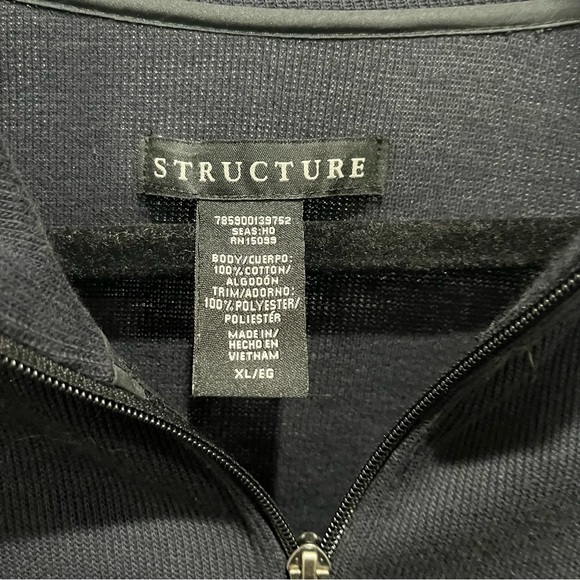 STRUCTURE
785900139752
SEAS:HO
RN15099
BODY/CUERPO:
100%COTTON/
ALGODÓN
TRIM/ADORNO:
100%POLYESTER/
POLIESTÉR
MADE IN/
HECHO EN
VIETNAM
XL/EG